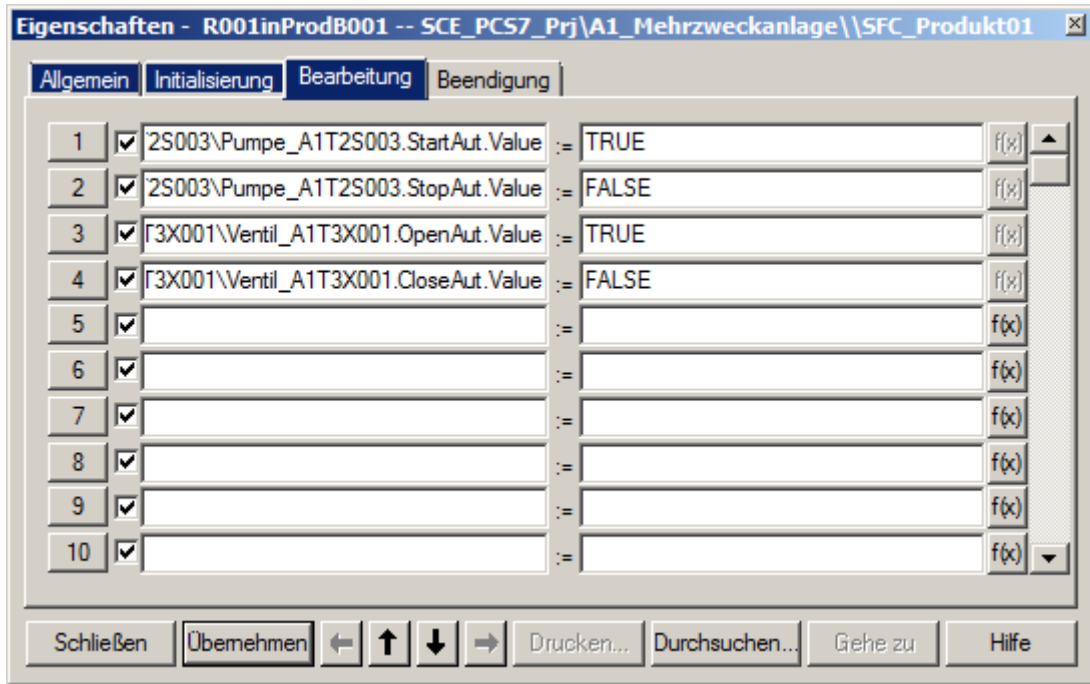 Eigenschaften - R001inProdB001 -- SCE_PCS7_Prj\A1_Mehrzweckanlage\\SFC_Produkt01
Allgemein Initialisierung Bearbeitung Beendigung
1 2S003\Pumpe_A1T2S003.StartAut.Value := TRUE f(x)
2 2S003\Pumpe_A1T2S003.StopAut.Value := FALSE f(x)
3 T3X001\Ventil_A1T3X001.OpenAut.Value := TRUE f(x)
4 T3X001\Ventil_A1T3X001.CloseAut.Value := FALSE f(x)
5 := f(x)
6 := f(x)
7 := f(x)
8 := f(x)
9 := f(x)
10 := f(x)
Schließen Übernehmen Drucken... Durchsuchen... Gehe zu Hilfe